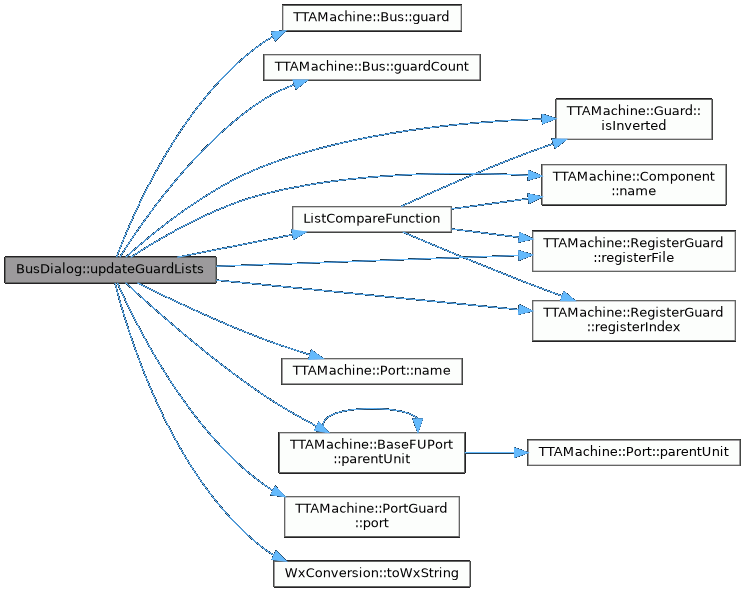 TTAMachine::Bus::guard
TTAMachine::Bus::guardCount
TTAMachine::Guard::
isInverted
TTAMachine::Component
::name
ListCompareFunction
TTAMachine::RegisterGuard
::registerFile
BusDialog::updateGuardLists
TTAMachine::RegisterGuard
::registerIndex
TTAMachine::Port::name
TTAMachine::BaseFUPort
::parentUnit
TTAMachine::Port::parentUnit
TTAMachine::PortGuard
::port
WxConversion::toWxString